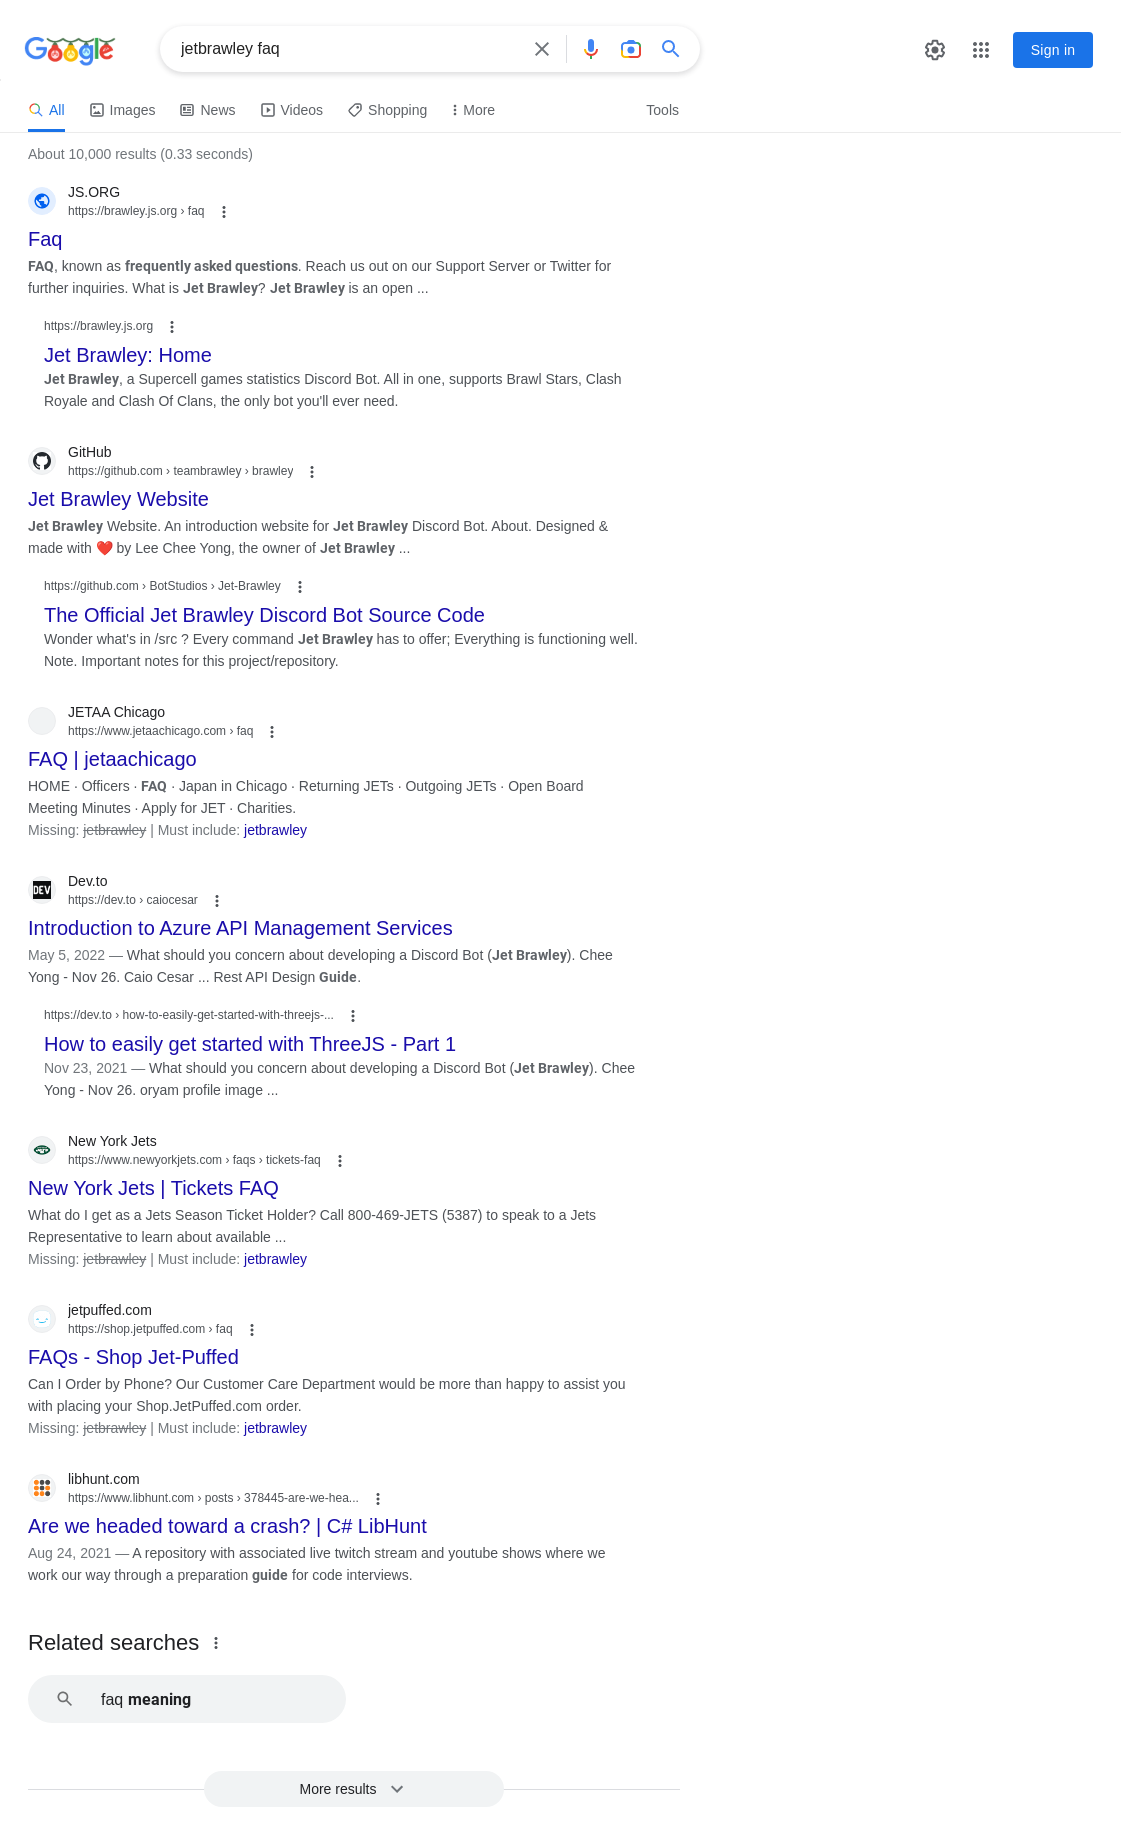 Google
jetbrawley faq
Sign in
All
Images
News
Videos
Shopping
More
Tools
About 10,000 results (0.33 seconds)
JS.ORG
https://brawley.js.org › faq
Faq
FAQ, known as frequently asked questions. Reach us out on our Support Server or Twitter for
further inquiries. What is Jet Brawley? Jet Brawley is an open ...
https://brawley.js.org
Jet Brawley: Home
Jet Brawley, a Supercell games statistics Discord Bot. All in one, supports Brawl Stars, Clash
Royale and Clash Of Clans, the only bot you'll ever need.
GitHub
https://github.com › teambrawley › brawley
Jet Brawley Website
Jet Brawley Website. An introduction website for Jet Brawley Discord Bot. About. Designed &
made with ❤️ by Lee Chee Yong, the owner of Jet Brawley ...
https://github.com › BotStudios › Jet-Brawley
The Official Jet Brawley Discord Bot Source Code
Wonder what's in /src ? Every command Jet Brawley has to offer; Everything is functioning well.
Note. Important notes for this project/repository.
JETAA Chicago
https://www.jetaachicago.com › faq
FAQ | jetaachicago
HOME · Officers · FAQ · Japan in Chicago · Returning JETs · Outgoing JETs · Open Board
Meeting Minutes · Apply for JET · Charities.
Missing: jetbrawley | Must include: jetbrawley
DEV
Dev.to
https://dev.to › caiocesar
Introduction to Azure API Management Services
May 5, 2022 — What should you concern about developing a Discord Bot (Jet Brawley). Chee
Yong - Nov 26. Caio Cesar ... Rest API Design Guide.
https://dev.to › how-to-easily-get-started-with-threejs-...
How to easily get started with ThreeJS - Part 1
Nov 23, 2021 — What should you concern about developing a Discord Bot (Jet Brawley). Chee
Yong - Nov 26. oryam profile image ...
New York Jets
https://www.newyorkjets.com › faqs › tickets-faq
New York Jets | Tickets FAQ
What do I get as a Jets Season Ticket Holder? Call 800-469-JETS (5387) to speak to a Jets
Representative to learn about available ...
Missing: jetbrawley | Must include: jetbrawley
jetpuffed.com
https://shop.jetpuffed.com › faq
FAQs - Shop Jet-Puffed
Can I Order by Phone? Our Customer Care Department would be more than happy to assist you
with placing your Shop.JetPuffed.com order.
Missing: jetbrawley | Must include: jetbrawley
libhunt.com
https://www.libhunt.com › posts › 378445-are-we-hea...
Are we headed toward a crash? | C# LibHunt
Aug 24, 2021 — A repository with associated live twitch stream and youtube shows where we
work our way through a preparation guide for code interviews.
Related searches
faq meaning
More results